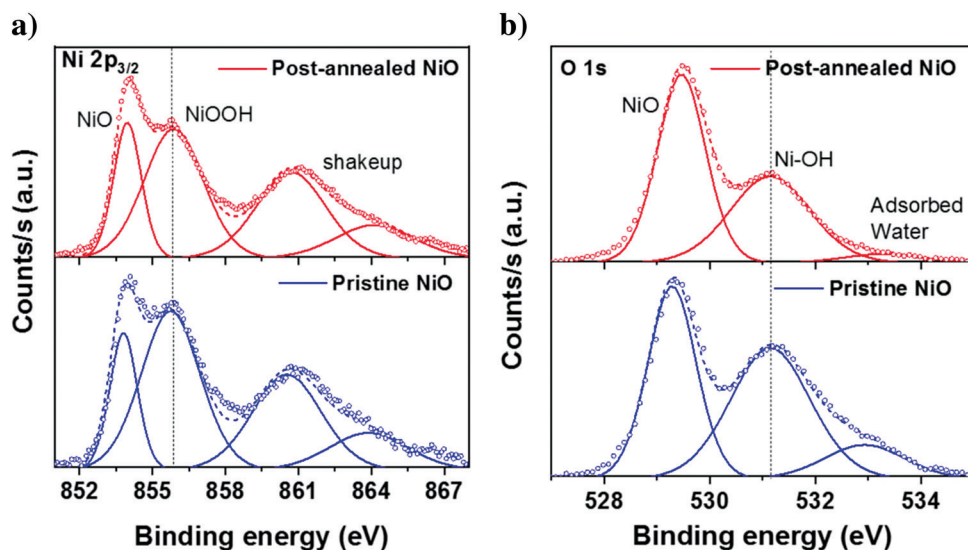 a)
Ni 2p3/2
Post-annealed NiO
NiO
NiOOH
shakeup
Pristine NiO
Counts/s (a.u.)
852 855 858 861 864 867
Binding energy (eV)
b)
O 1s
Post-annealed NiO
NiO
Ni-OH
Adsorbed
Water
Pristine NiO
Counts/s (a.u.)
528 530 532 534
Binding energy (eV)